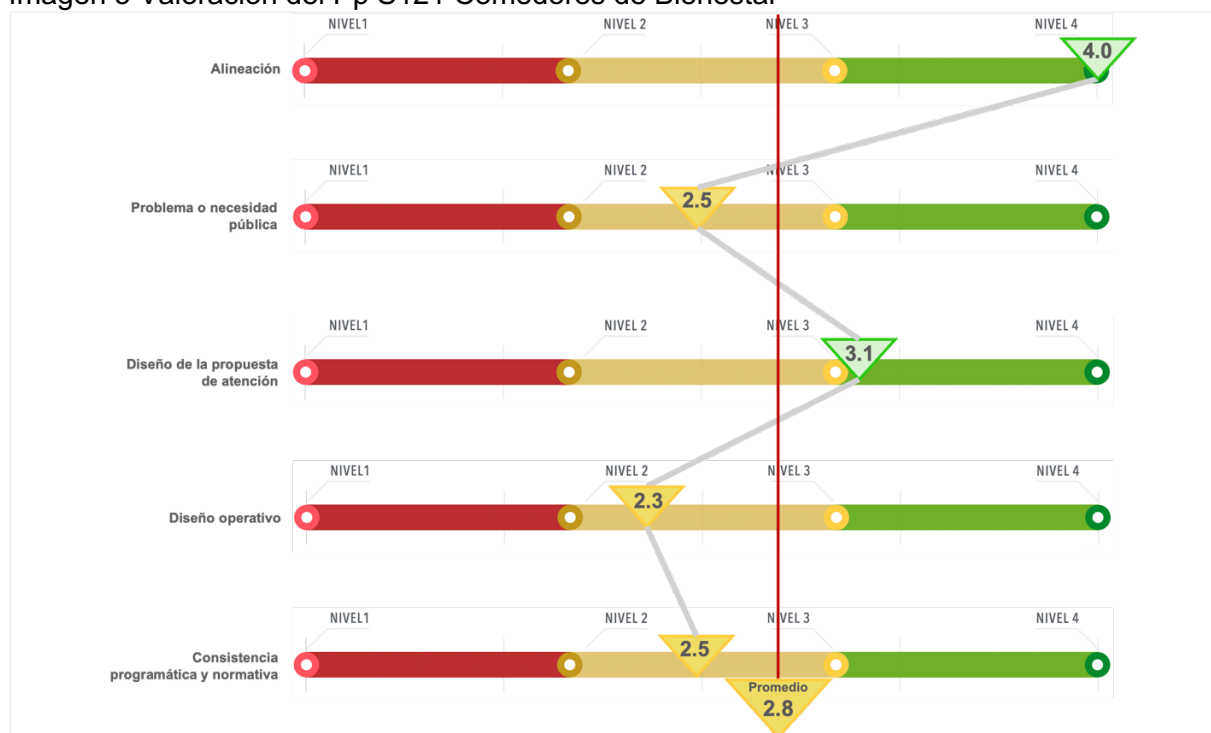 Imagen 3 Valoración del Pp S121 Comedores de Bienestar
NIVEL1 NIVEL 2 NIVEL 3 NIVEL 4
Alineación
4.0
NIVEL1 NIVEL 2 NIVEL 3 NIVEL 4
Problema o necesidad
pública
2.5
NIVEL1 NIVEL 2 NIVEL 3 NIVEL 4
Diseño de la propuesta
de atención
3.1
NIVEL1 NIVEL 2 NIVEL 3 NIVEL 4
Diseño operativo
2.3
NIVEL1 NIVEL 2 NIVEL 3 NIVEL 4
Consistencia
programática y normativa
2.5
Promedio
2.8